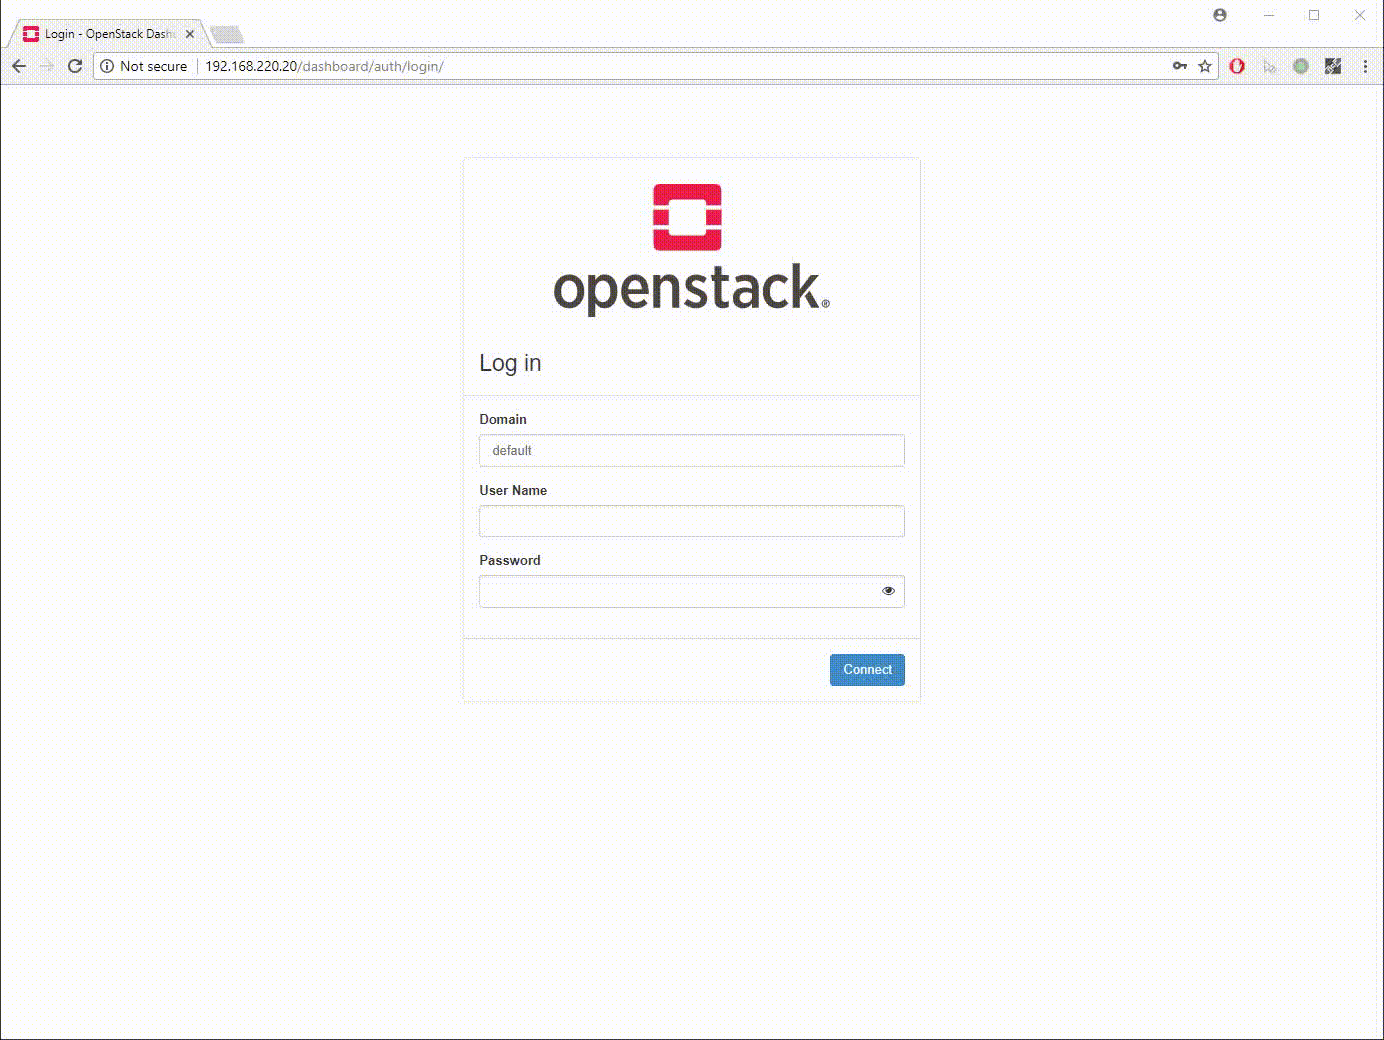 Login - OpenStack Dash
Not secure
192.168.220.20/dashboard/auth/login/
openstack®
Log in
Domain
default
User Name
Password
Connect